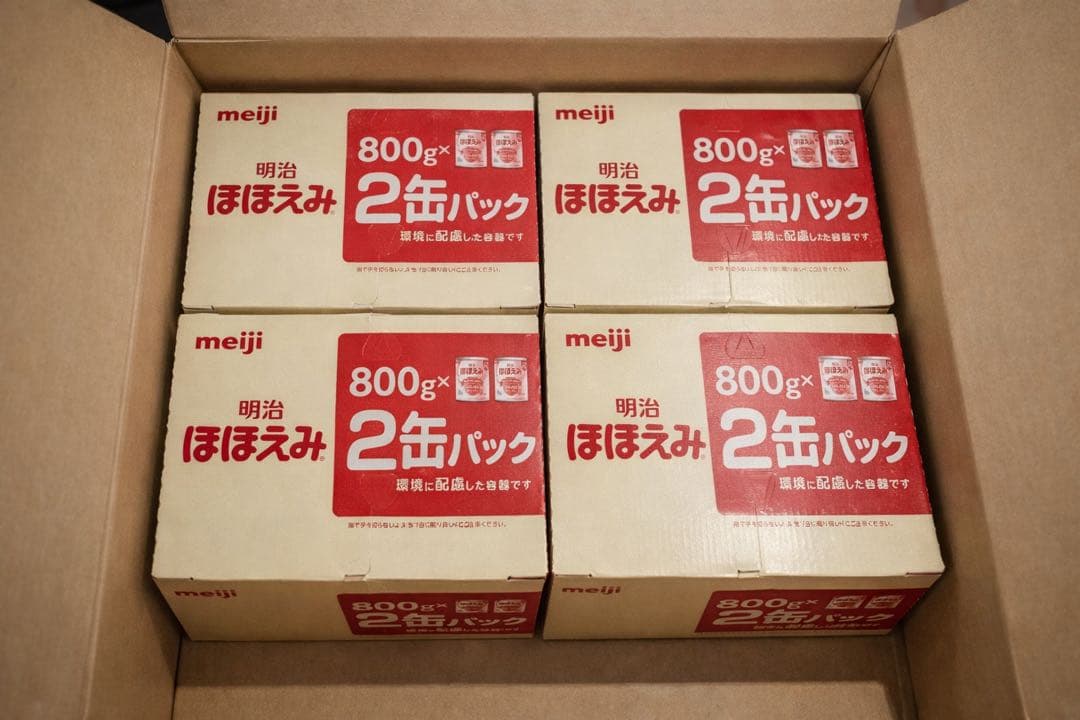 meiji
明治
ほほえみ
800g×
2缶パック
環境に配慮した容器です
meiji
明治
ほほえみ
800g×
2缶パック
環境に配慮した容器です
meiji
明治
ほほえみ
800g×
2缶パック
環境に配慮した容器です
meiji
明治
ほほえみ
800g×
2缶パック
環境に配慮した容器です
meiji
800g×
2缶パック
meiji
800g×
2缶パック